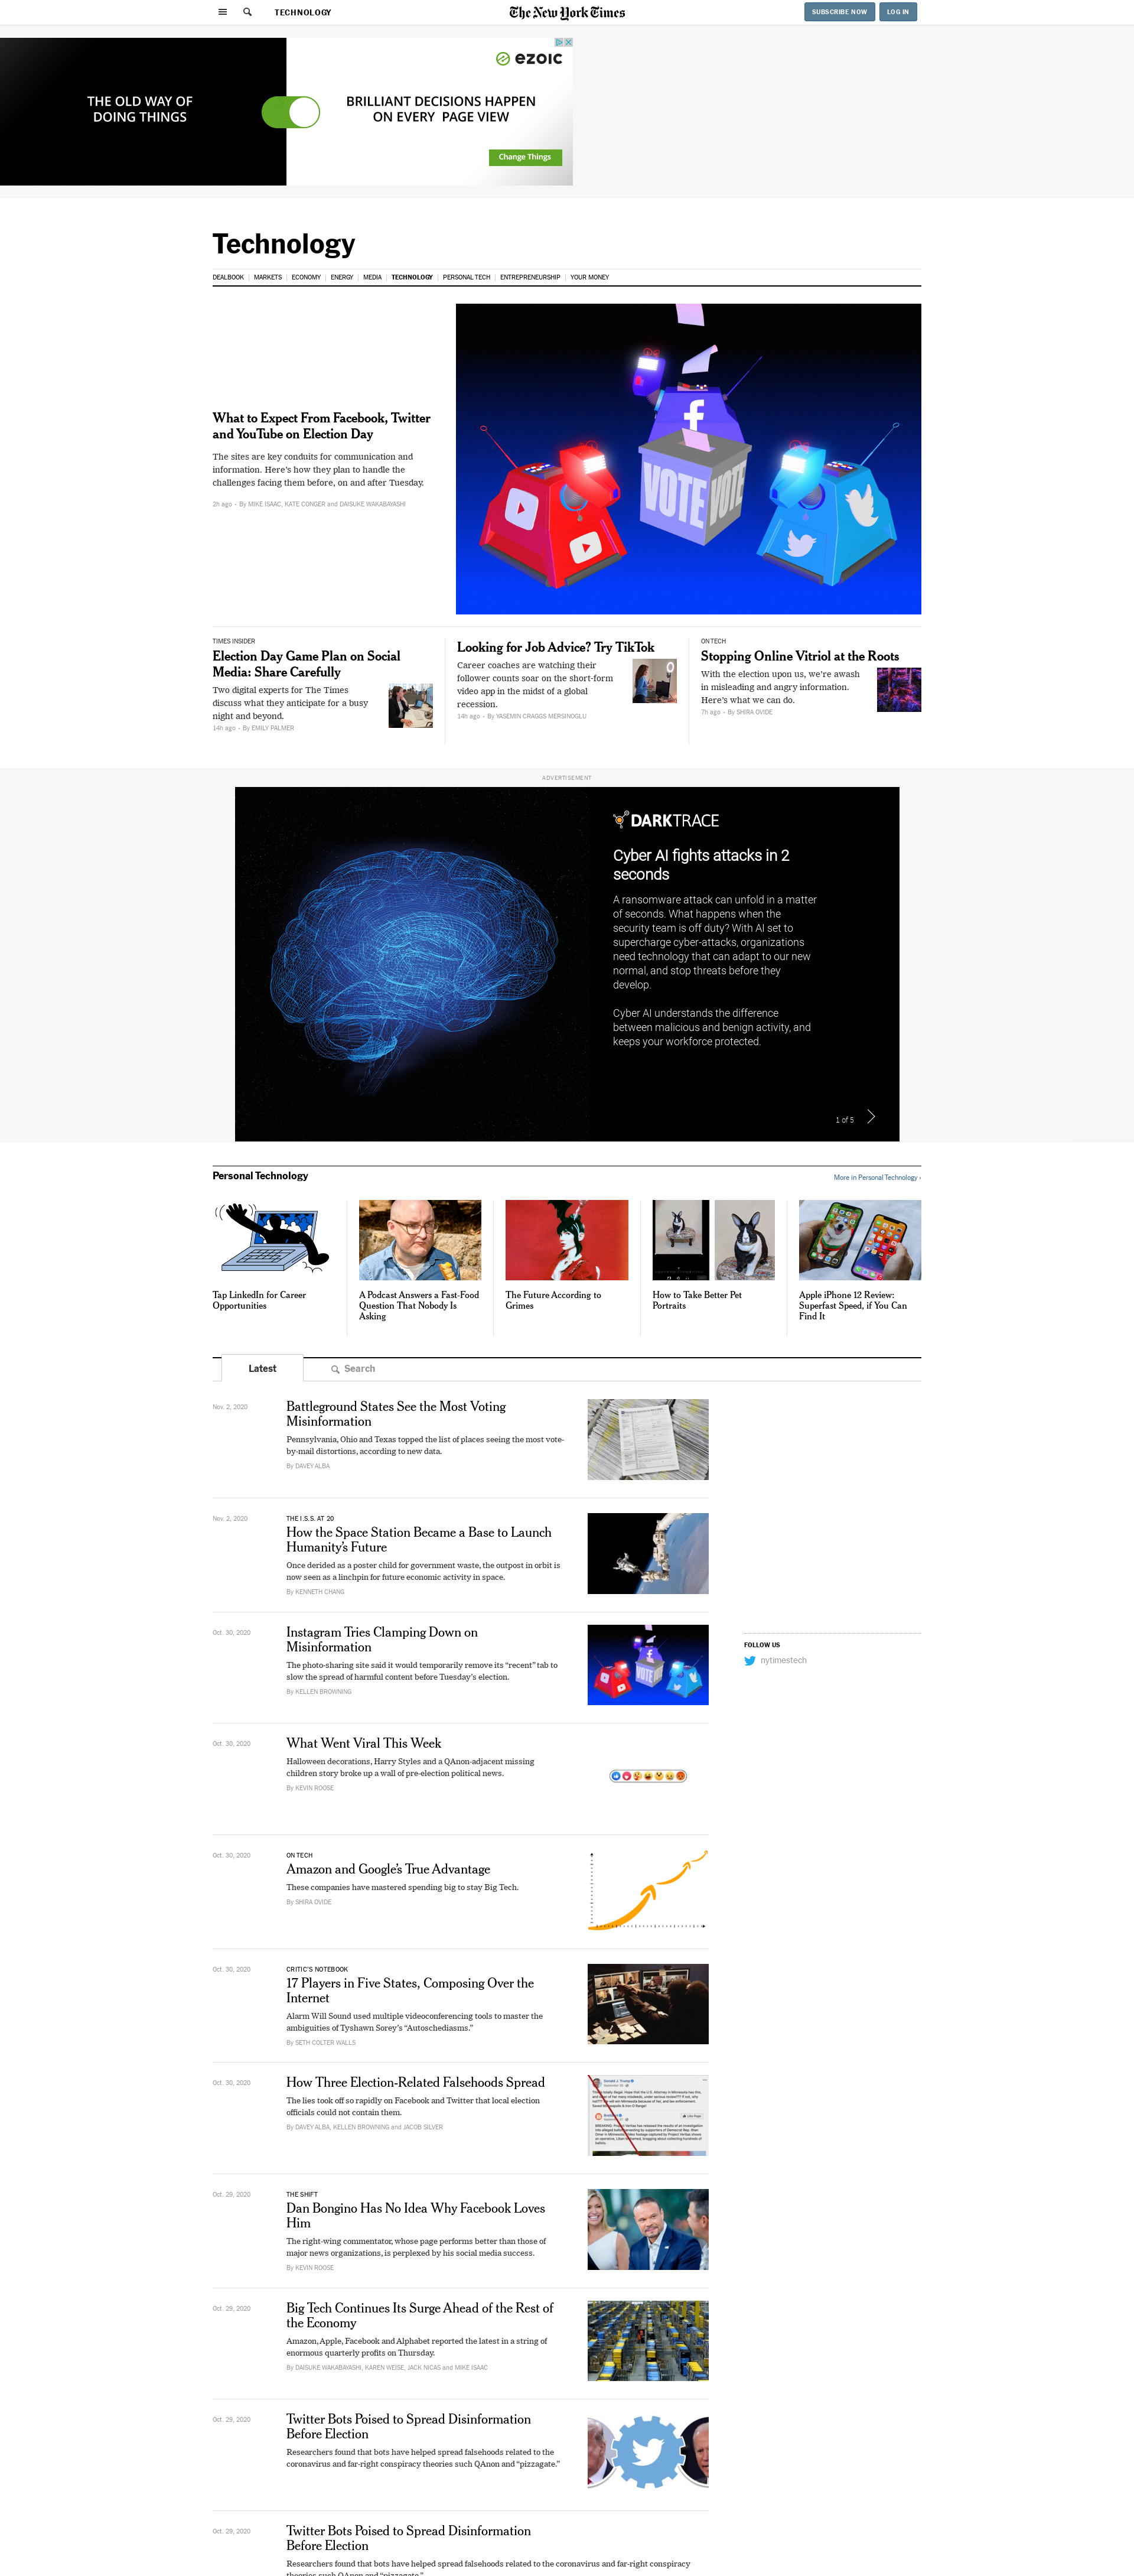 TECHNOLOGY
The New York Times
SUBSCRIBE NOW
LOG IN
THE OLD WAY OF
DOING THINGS
ezoic
BRILLIANT DECISIONS HAPPEN
ON EVERY PAGE VIEW
Change Things
Technology
DEALBOOK | MARKETS | ECONOMY | ENERGY | MEDIA | TECHNOLOGY | PERSONAL TECH | ENTREPRENEURSHIP | YOUR MONEY
What to Expect From Facebook, Twitter
and YouTube on Election Day
The sites are key conduits for communication and
information. Here's how they plan to handle the
challenges facing them before, on and after Tuesday.
2h ago - By MIKE ISAAC, KATE CONGER and DAISUKE WAKABAYASHI
VOTE
VOTE
TIMES INSIDER
Election Day Game Plan on Social
Media: Share Carefully
Two digital experts for The Times
discuss what they anticipate for a busy
night and beyond.
14h ago - By EMILY PALMER
Looking for Job Advice? Try TikTok
Career coaches are watching their
follower counts soar on the short-form
video app in the midst of a global
recession.
14h ago - By YASEMIN CRAGGS MERSINOGLU
ON TECH
Stopping Online Vitriol at the Roots
With the election upon us, we're awash
in misleading and angry information.
Here's what we can do.
7h ago - By SHIRA OVIDE
ADVERTISEMENT
DARKTRACE
Cyber AI fights attacks in 2
seconds
A ransomware attack can unfold in a matter
of seconds. What happens when the
security team is off duty? With AI set to
supercharge cyber-attacks, organizations
need technology that can adapt to our new
normal, and stop threats before they
develop.
Cyber AI understands the difference
between malicious and benign activity, and
keeps your workforce protected.
1 of 5
Personal Technology
More in Personal Technology ›
Tap LinkedIn for Career
Opportunities
A Podcast Answers a Fast-Food
Question That Nobody Is
Asking
The Future According to
Grimes
How to Take Better Pet
Portraits
Apple iPhone 12 Review:
Superfast Speed, if You Can
Find It
Latest
Search
Nov. 2, 2020
Battleground States See the Most Voting
Misinformation
Pennsylvania, Ohio and Texas topped the list of places seeing the most vote-
by-mail distortions, according to new data.
By DAVEY ALBA
Nov. 2, 2020
THE I.S.S. AT 20
How the Space Station Became a Base to Launch
Humanity's Future
Once derided as a poster child for government waste, the outpost in orbit is
now seen as a linchpin for future economic activity in space.
By KENNETH CHANG
Oct. 30, 2020
Instagram Tries Clamping Down on
Misinformation
The photo-sharing site said it would temporarily remove its “recent” tab to
slow the spread of harmful content before Tuesday's election.
By KELLEN BROWNING
FOLLOW US
nytimestech
Oct. 30, 2020
What Went Viral This Week
Halloween decorations, Harry Styles and a QAnon-adjacent missing
children story broke up a wall of pre-election political news.
By KEVIN ROOSE
Oct. 30, 2020
ON TECH
Amazon and Google's True Advantage
These companies have mastered spending big to stay Big Tech.
By SHIRA OVIDE
Oct. 30, 2020
CRITIC'S NOTEBOOK
17 Players in Five States, Composing Over the
Internet
Alarm Will Sound used multiple videoconferencing tools to master the
ambiguities of Tyshawn Sorey's “Autoschediasms.”
By SETH COLTER WALLS
Oct. 30, 2020
How Three Election-Related Falsehoods Spread
The lies took off so rapidly on Facebook and Twitter that local election
officials could not contain them.
By DAVEY ALBA, KELLEN BROWNING and JACOB SILVER
Oct. 29, 2020
THE SHIFT
Dan Bongino Has No Idea Why Facebook Loves
Him
The right-wing commentator, whose page performs better than those of
major news organizations, is perplexed by his social media success.
By KEVIN ROOSE
Oct. 29, 2020
Big Tech Continues Its Surge Ahead of the Rest of
the Economy
Amazon, Apple, Facebook and Alphabet reported the latest in a string of
enormous quarterly profits on Thursday.
By DAISUKE WAKABAYASHI, KAREN WEISE, JACK NICAS and MIKE ISAAC
Oct. 29, 2020
Twitter Bots Poised to Spread Disinformation
Before Election
Researchers found that bots have helped spread falsehoods related to the
coronavirus and far-right conspiracy theories such QAnon and “pizzagate.”
Oct. 29, 2020
Twitter Bots Poised to Spread Disinformation
Before Election
Researchers found that bots have helped spread falsehoods related to the coronavirus and far-right conspiracy
theories such QAnon and “pizzagate.”